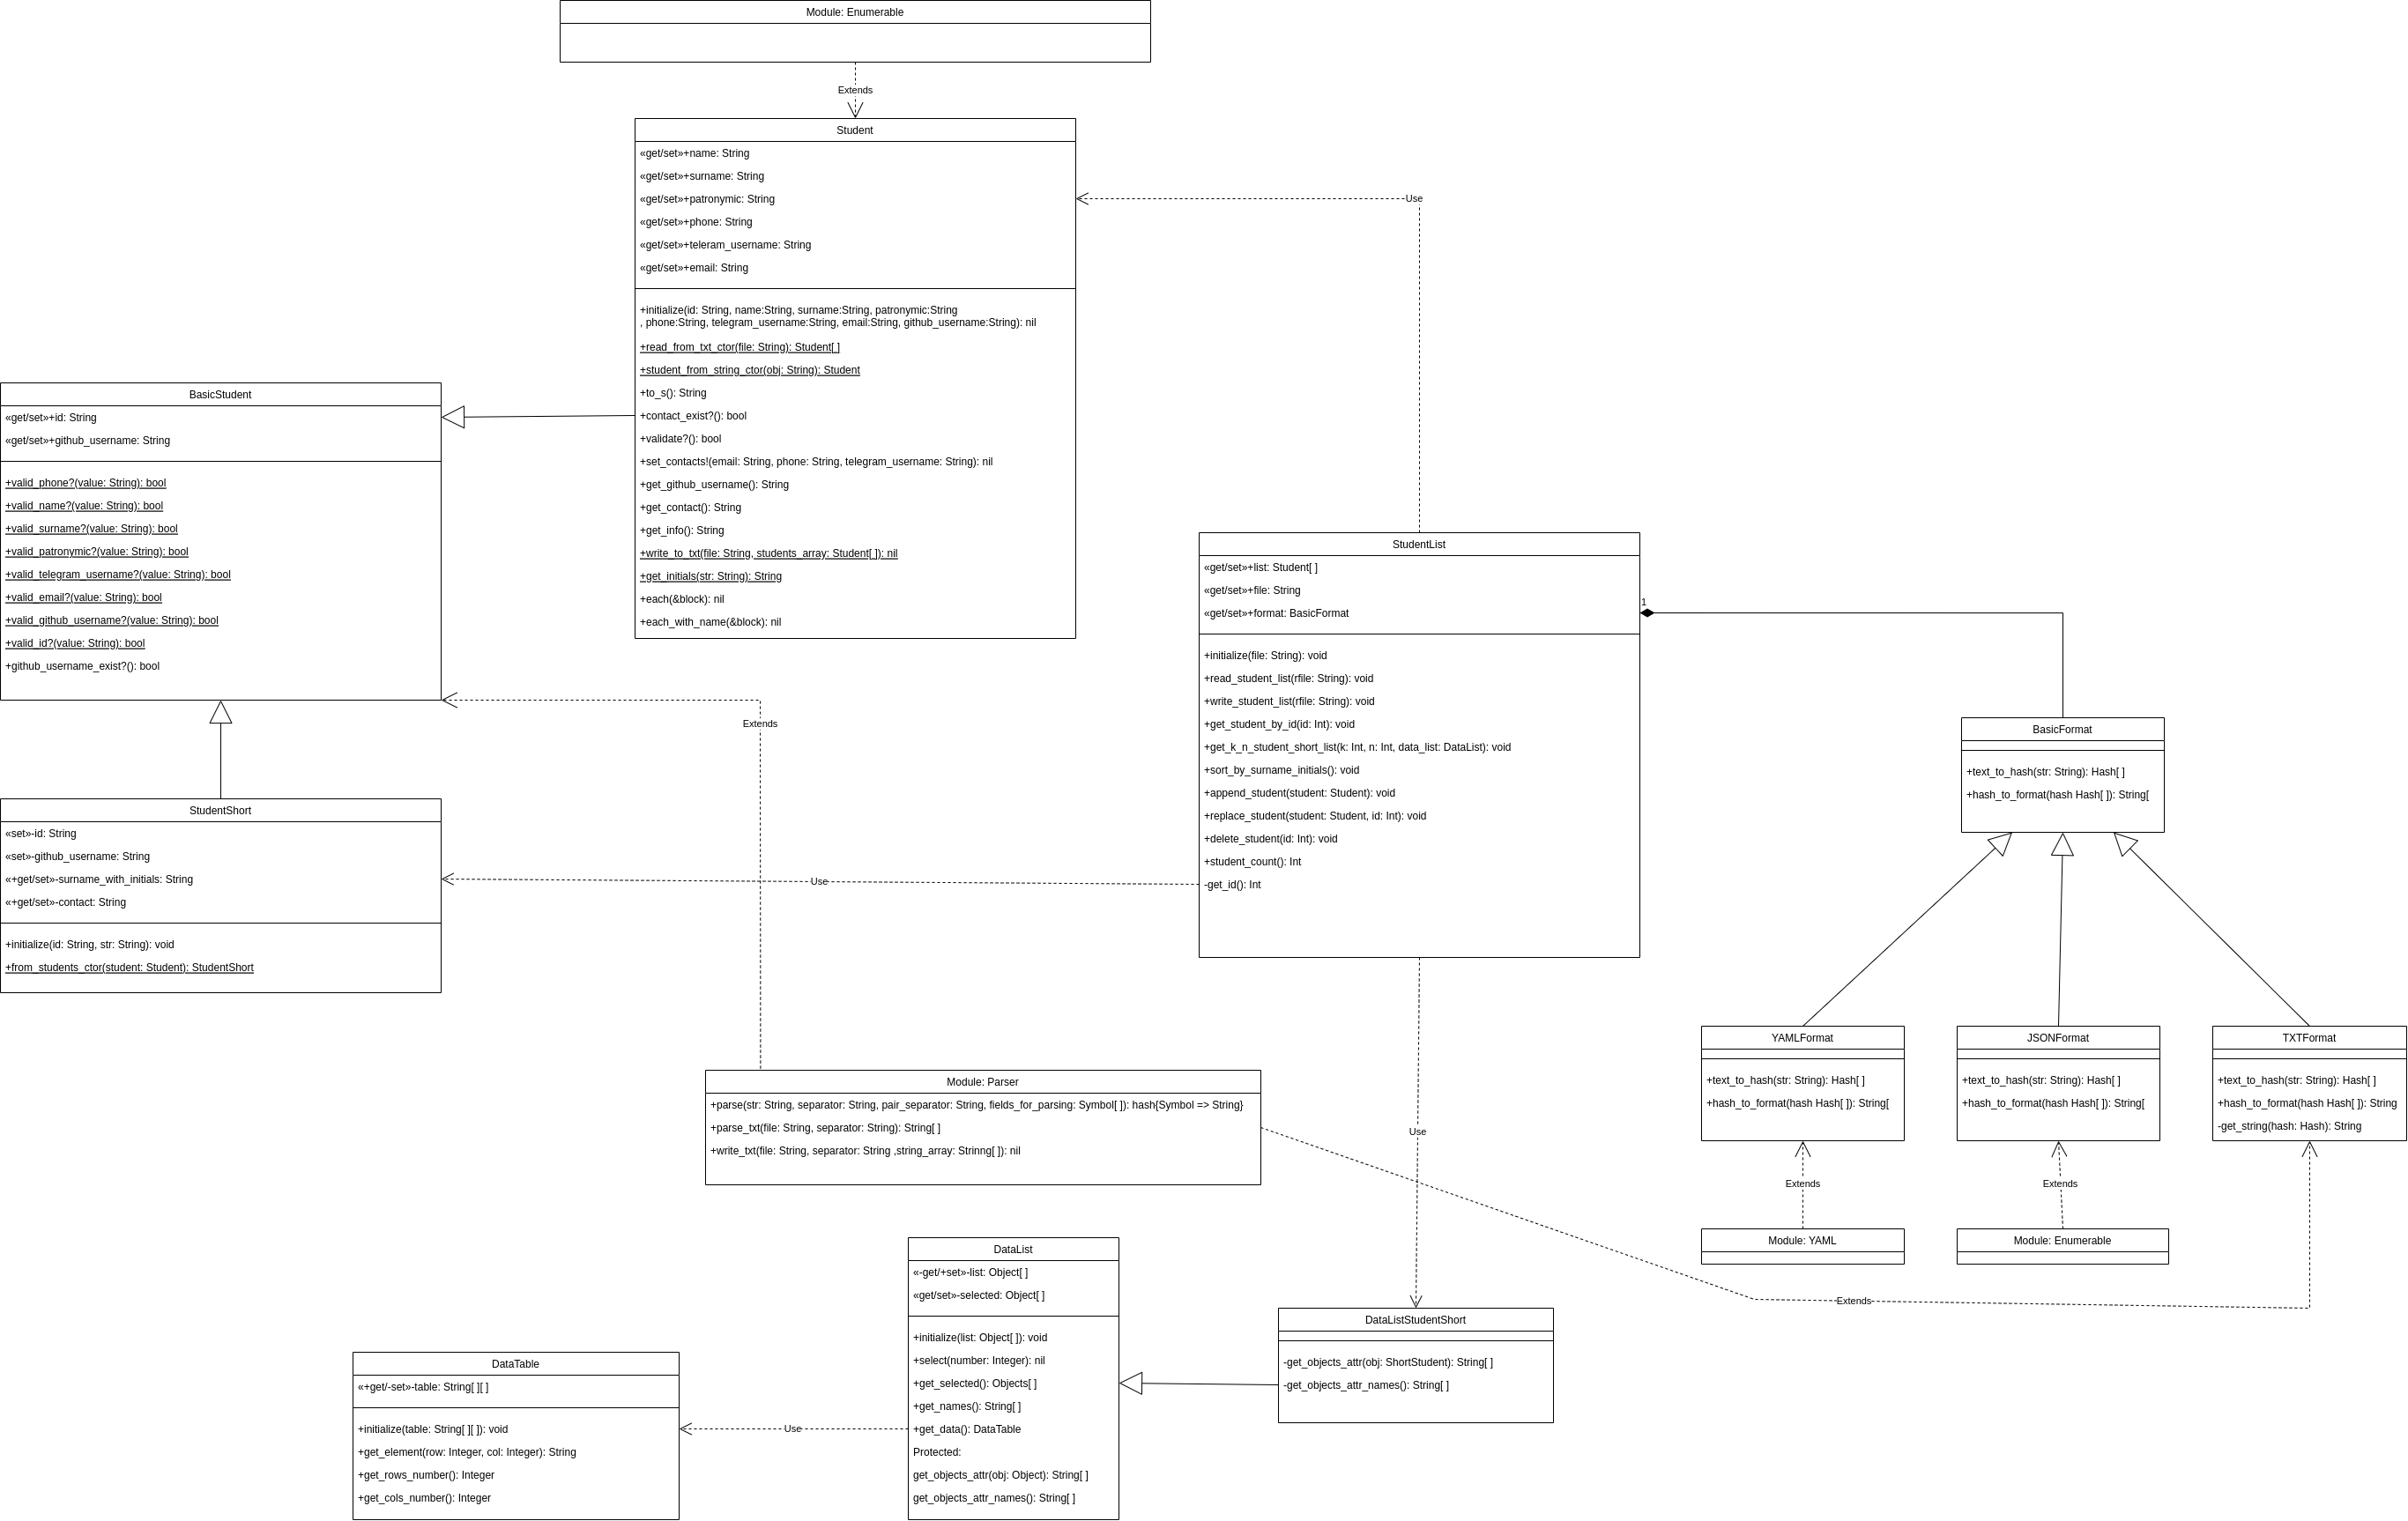 Module: Enumerable
Extends
Student
«get/set»+name: String
«get/set»+surname: String
«get/set»+patronymic: String
«get/set»+phone: String
«get/set»+teleram_username: String
«get/set»+email: String
+initialize(id: String, name:String, surname:String, patronymic:String
, phone:String, telegram_username:String, email:String, github_username:String): nil
+read_from_txt_ctor(file: String): Student[ ]
+student_from_string_ctor(obj: String): Student
+to_s(): String
+contact_exist?(): bool
+validate?(): bool
+set_contacts!(email: String, phone: String, telegram_username: String): nil
+get_github_username(): String
+get_contact(): String
+get_info(): String
+write_to_txt(file: String, students_array: Student[ ]): nil
+get_initials(str: String): String
+each(&block): nil
+each_with_name(&block): nil
Use
BasicStudent
«get/set»+id: String
«get/set»+github_username: String
+valid_phone?(value: String): bool
+valid_name?(value: String): bool
+valid_surname?(value: String): bool
+valid_patronymic?(value: String): bool
+valid_telegram_username?(value: String): bool
+valid_email?(value: String): bool
+valid_github_username?(value: String): bool
+valid_id?(value: String): bool
+github_username_exist?(): bool
Extends
StudentList
«get/set»+list: Student[ ]
«get/set»+file: String
«get/set»+format: BasicFormat
1
+initialize(file: String): void
+read_student_list(rfile: String): void
+write_student_list(rfile: String): void
+get_student_by_id(id: Int): void
+get_k_n_student_short_list(k: Int, n: Int, data_list: DataList): void
+sort_by_surname_initials(): void
+append_student(student: Student): void
+replace_student(student: Student, id: Int): void
+delete_student(id: Int): void
+student_count(): Int
-get_id(): Int
BasicFormat
+text_to_hash(str: String): Hash[ ]
+hash_to_format(hash Hash[ ]): String[
StudentShort
«set»-id: String
«set»-github_username: String
«+get/set»-surname_with_initials: String
«+get/set»-contact: String
+initialize(id: String, str: String): void
+from_students_ctor(student: Student): StudentShort
Use
YAMLFormat
+text_to_hash(str: String): Hash[ ]
+hash_to_format(hash Hash[ ]): String[
JSONFormat
+text_to_hash(str: String): Hash[ ]
+hash_to_format(hash Hash[ ]): String[
TXTFormat
+text_to_hash(str: String): Hash[ ]
+hash_to_format(hash Hash[ ]): String
-get_string(hash: Hash): String
Module: Parser
+parse(str: String, separator: String, pair_separator: String, fields_for_parsing: Symbol[ ]): hash{Symbol => String}
+parse_txt(file: String, separator: String): String[ ]
+write_txt(file: String, separator: String ,string_array: Strinng[ ]): nil
Use
Extends
Extends
Module: YAML
Module: Enumerable
Extends
DataList
«-get/+set»-list: Object[ ]
«get/set»-selected: Object[ ]
+initialize(list: Object[ ]): void
+select(number: Integer): nil
+get_selected(): Objects[ ]
+get_names(): String[ ]
+get_data(): DataTable
Protected:
get_objects_attr(obj: Object): String[ ]
get_objects_attr_names(): String[ ]
DataListStudentShort
-get_objects_attr(obj: ShortStudent): String[ ]
-get_objects_attr_names(): String[ ]
DataTable
«+get/-set»-table: String[ ][ ]
+initialize(table: String[ ][ ]): void
+get_element(row: Integer, col: Integer): String
+get_rows_number(): Integer
+get_cols_number(): Integer
Use